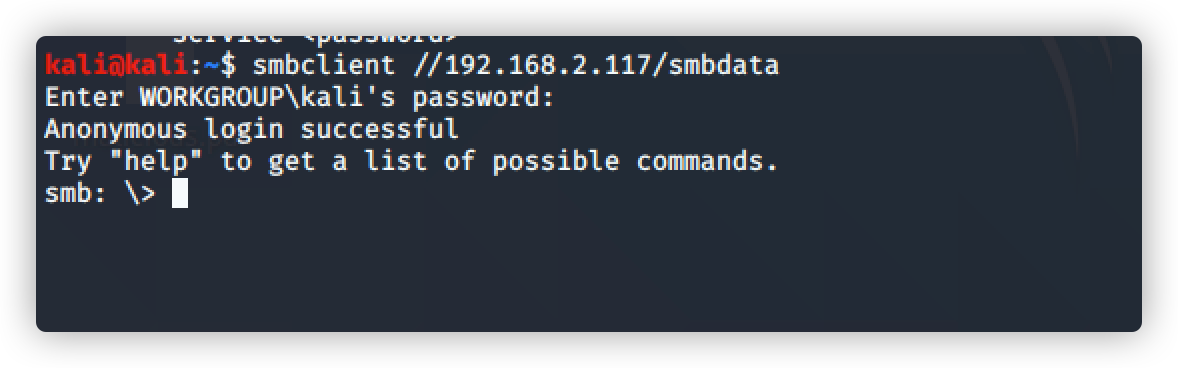 service <password>
kali@kali:~$ smbclient //192.168.2.117/smbdata
Enter WORKGROUP\kali's password:
Anonymous login successful
Try "help" to get a list of possible commands.
smb: \>